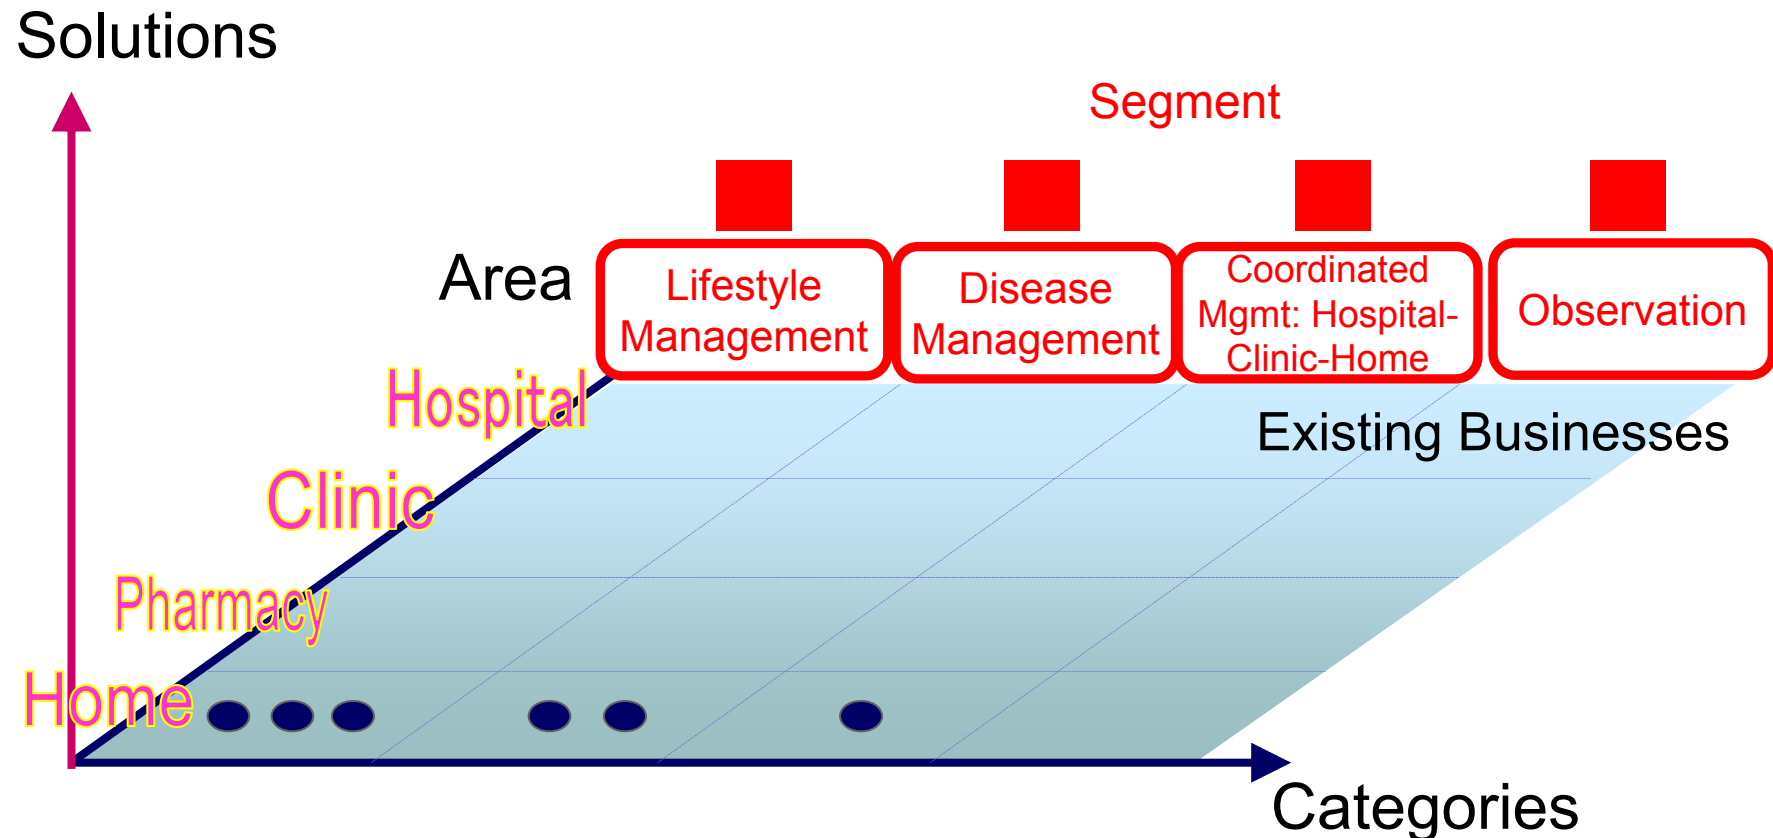 Solutions
Segment
Area
Lifestyle
Management
Disease
Management
Coordinated
Mgmt: Hospital-
Clinic-Home
Observation
Hospital
Existing Businesses
Clinic
Pharmacy
Home
Categories